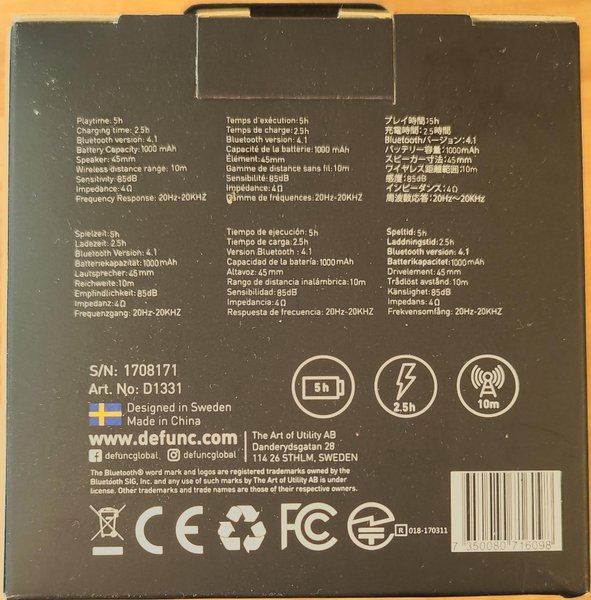 Playtime: 5h
Charging time: 2.5h
Bluetooth version: 4.1
Battery Capacity: 1000 mAh
Speaker: 45mm
Wireless distance range: 10m
Sensitivity: 85dB
Impedance: 4Ω
Frequency Response: 20Hz-20KHZ
Temps d'exécution: 5h
Temps de charge: 2.5h
Bluetooth version: 4.1
Capacité de la batterie: 1000 mAh
Élément: 45mm
Gamme de distance sans fil: 10m
Sensibilité: 85dB
Impédance: 4Ω
Gamme de fréquences: 20Hz-20KHZ
プレイ時間: 5h
充電時間: 2.5時間
Bluetoothバージョン: 4.1
バッテリー容量: 1000mAh
スピーカー寸法: 45mm
ワイヤレス距離範囲: 10m
感度: 85dB
インピーダンス: 4Ω
周波数応答: 20Hz〜20KHz
Spielzeit: 5h
Ladezeit: 2.5h
Bluetooth Version: 4.1
Batteriekapazität: 1000mAh
Lautsprecher: 45mm
Reichweite: 10m
Empfindlichkeit: 85dB
Impedanz: 4Ω
Frequenzgang: 20Hz-20KHZ
Tiempo de ejecución: 5h
Tiempo de carga: 2.5h
Version Bluetooth: 4.1
Capacidad de la batería: 1000mAh
Altavoz: 45mm
Rango de distancia inalámbrica: 10m
Sensibilidad: 85dB
Impedancia: 4Ω
Respuesta de frecuencia: 20Hz-20KHZ
Speltid: 5h
Laddningstid: 2.5h
Bluetooth version: 4.1
Batterikapacitet: 1000mAh
Drivelement: 45mm
Trådlöst avstånd: 10m
Känslighet: 85dB
Impedans: 4Ω
Frekvensomfång: 20Hz-20KHZ
S/N: 1708171
Art. No: D1331
5h
2.5h
10m
Designed in Sweden
Made in China
www.defunc.com
defuncglobal defuncglobal
The Art of Utility AB
Danderydsgatan 28
114 26 STHLM, SWEDEN
The Bluetooth® word mark and logos are registered trademarks owned by the
Bluetooth SIG, Inc. and any use of such marks by The Art of Utility AB is under
license. Other trademarks and trade names are those of their respective owners.
CE
FC
R 018-170311
7 350080 716098